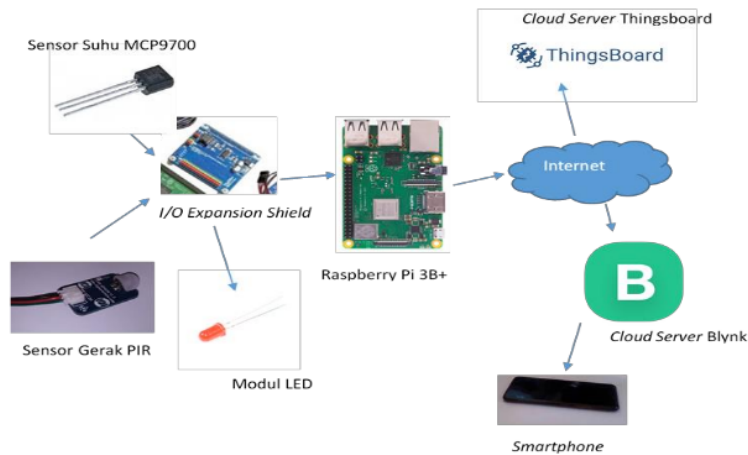 Cloud Server Thingsboard
Sensor Suhu MCP9700
ThingsBoard
Internet
I/O Expansion Shield
Raspberry Pi 3B+
B
Sensor Gerak PIR
Cloud Server Blynk
Modul LED
Smartphone